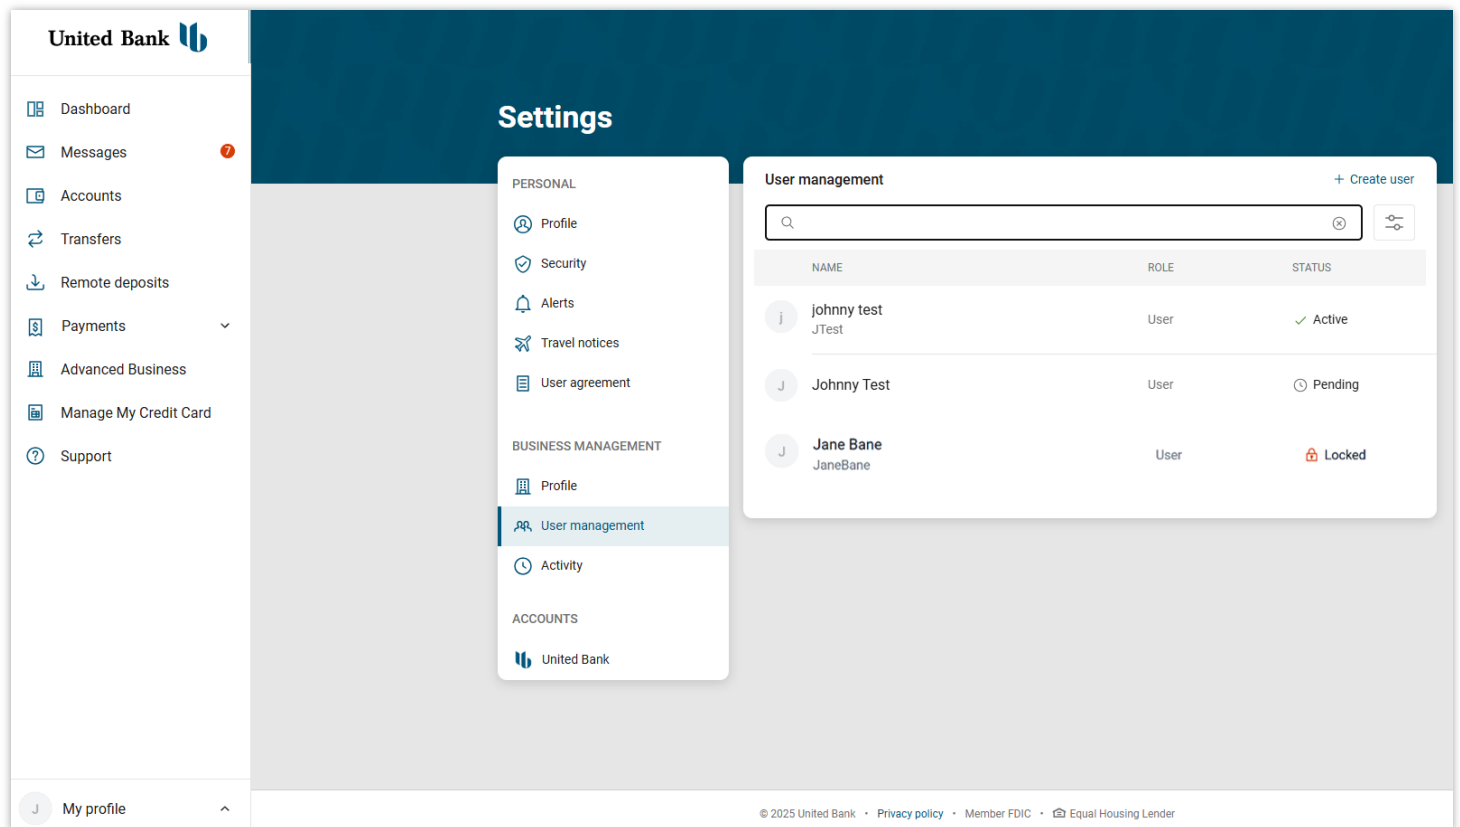 United Bank
Dashboard
Messages
7
Accounts
Transfers
Remote deposits
Payments
Advanced Business
Manage My Credit Card
Support
J
My profile
Settings
PERSONAL
Profile
Security
Alerts
Travel notices
User agreement
BUSINESS MANAGEMENT
Profile
User management
Activity
ACCOUNTS
United Bank
User management
+ Create user
NAME ROLE STATUS
j
johnny test
JTest
User
Active
J
Johnny Test
User
Pending
J
Jane Bane
JaneBane
User
Locked
© 2025 United Bank • Privacy policy • Member FDIC • Equal Housing Lender